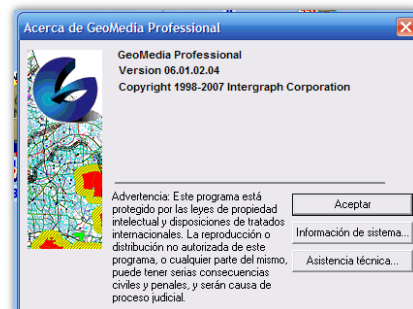 Acerca de GeoMedia Professional
GeoMedia Professional
Version 06.01.02.04
Copyright 1998-2007 Intergraph Corporation
Advertencia: Este programa está
protegido por las leyes de propiedad
intelectual y disposiciones de tratados
internacionales. La reproducción o
distribución no autorizada de este
programa, o cualquier parte del mismo,
puede tener serias consecuencias
civiles y penales, y serán causa de
proceso judicial.
Aceptar
Información de sistema...
Asistencia técnica...